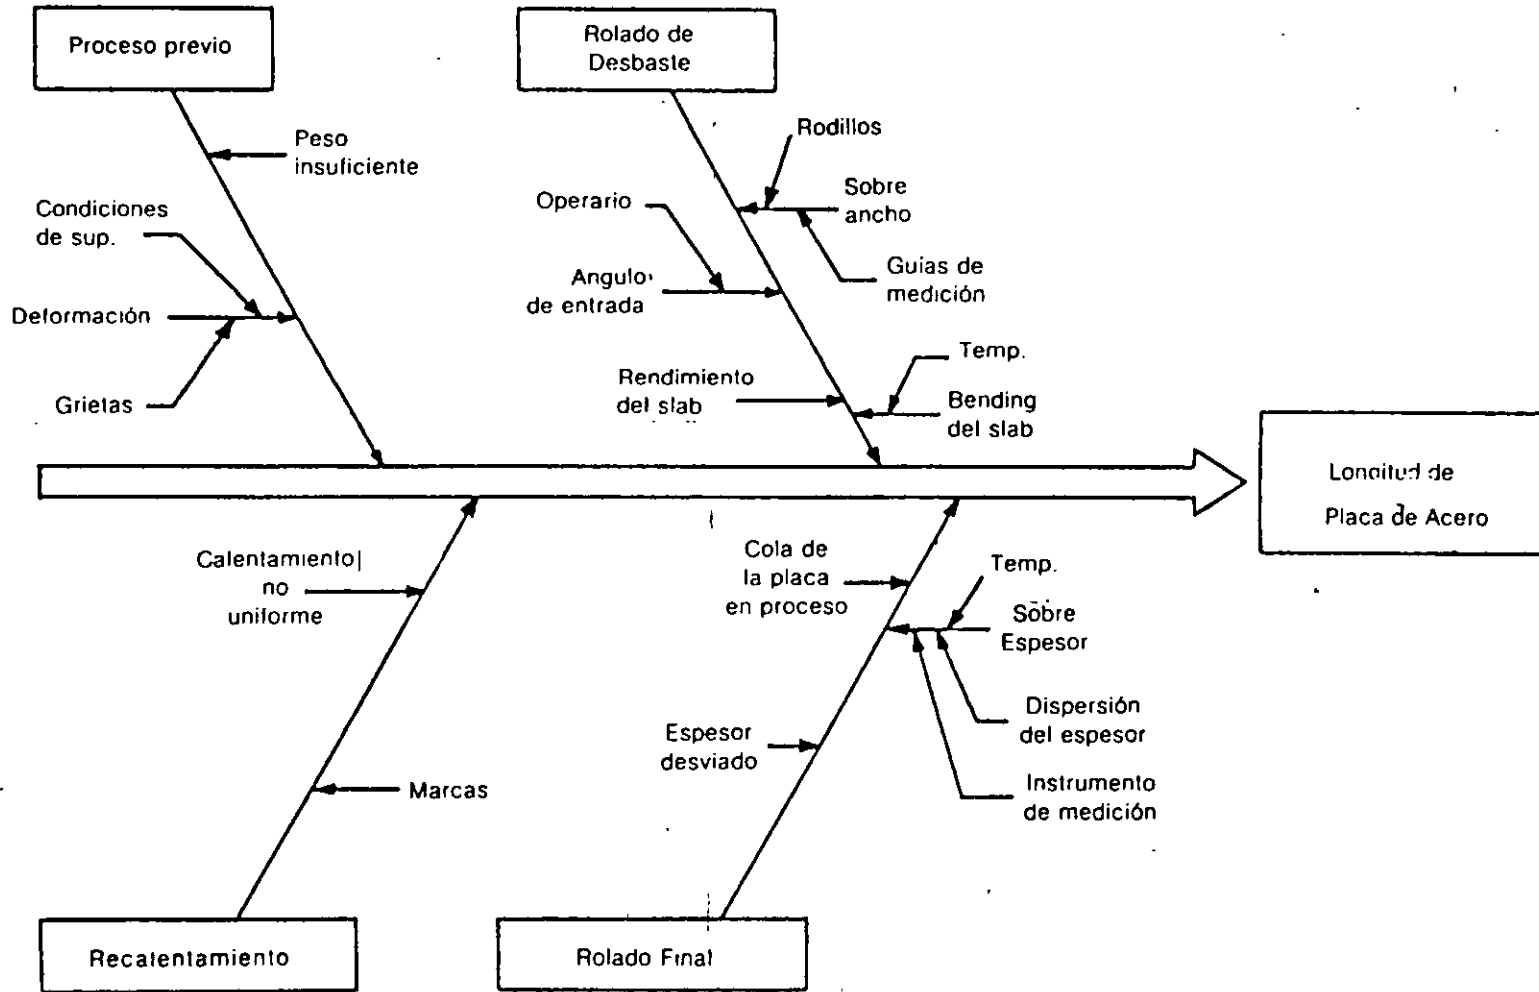 Proceso previo
Rolado de
Desbaste
Peso
insuficiente
Rodillos
Condiciones
de sup.
Operario
Sobre
ancho
Angulo
de entrada
Guías de
medición
Deformación
Grietas
Rendimiento
del slab
Temp.
Bending
del slab
Longitud de
Placa de Acero
Calentamiento
no
uniforme
Cola de
la placa
en proceso
Temp.
Sobre
Espesor
Dispersión
del espesor
Espesor
desviado
Instrumento
de medición
Marcas
Recalentamiento
Rolado Final